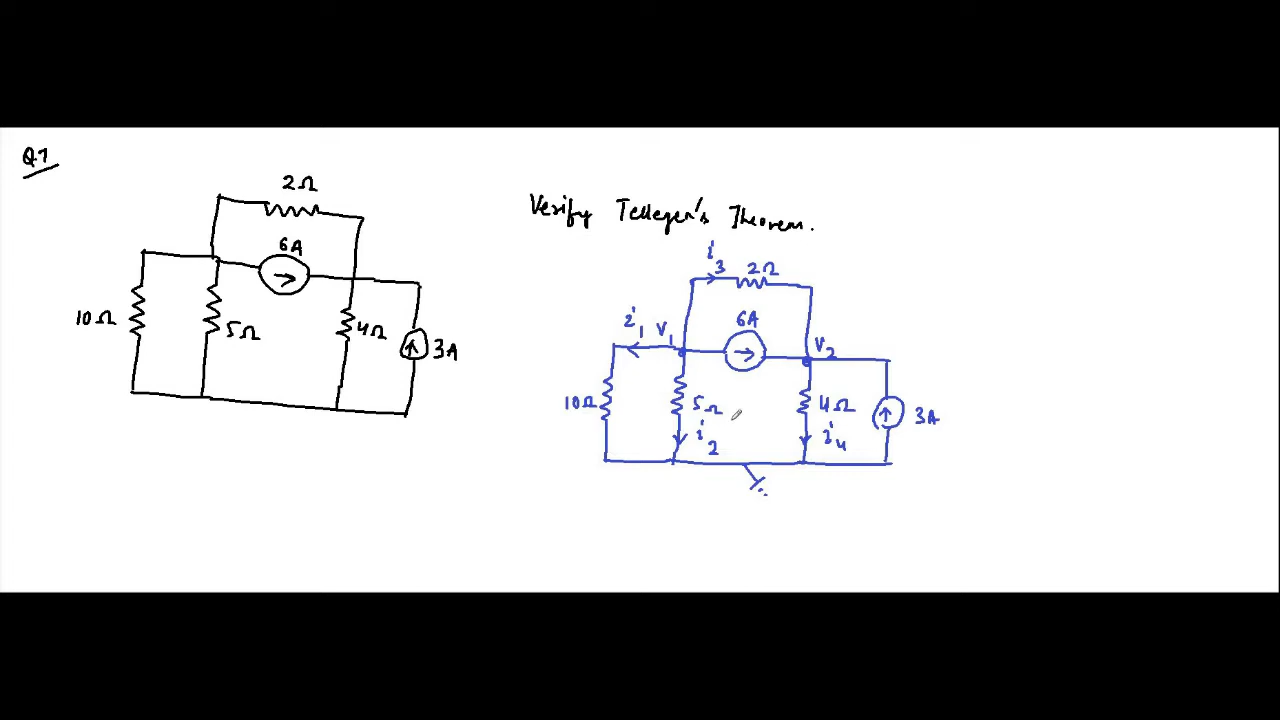 Q1
2Ω
6A
10Ω
5Ω
4Ω
3A
Verify Tellegen's Theorem.
i3
2Ω
i1
V1
6A
V2
10Ω
5Ω
i2
4Ω
i4
3A